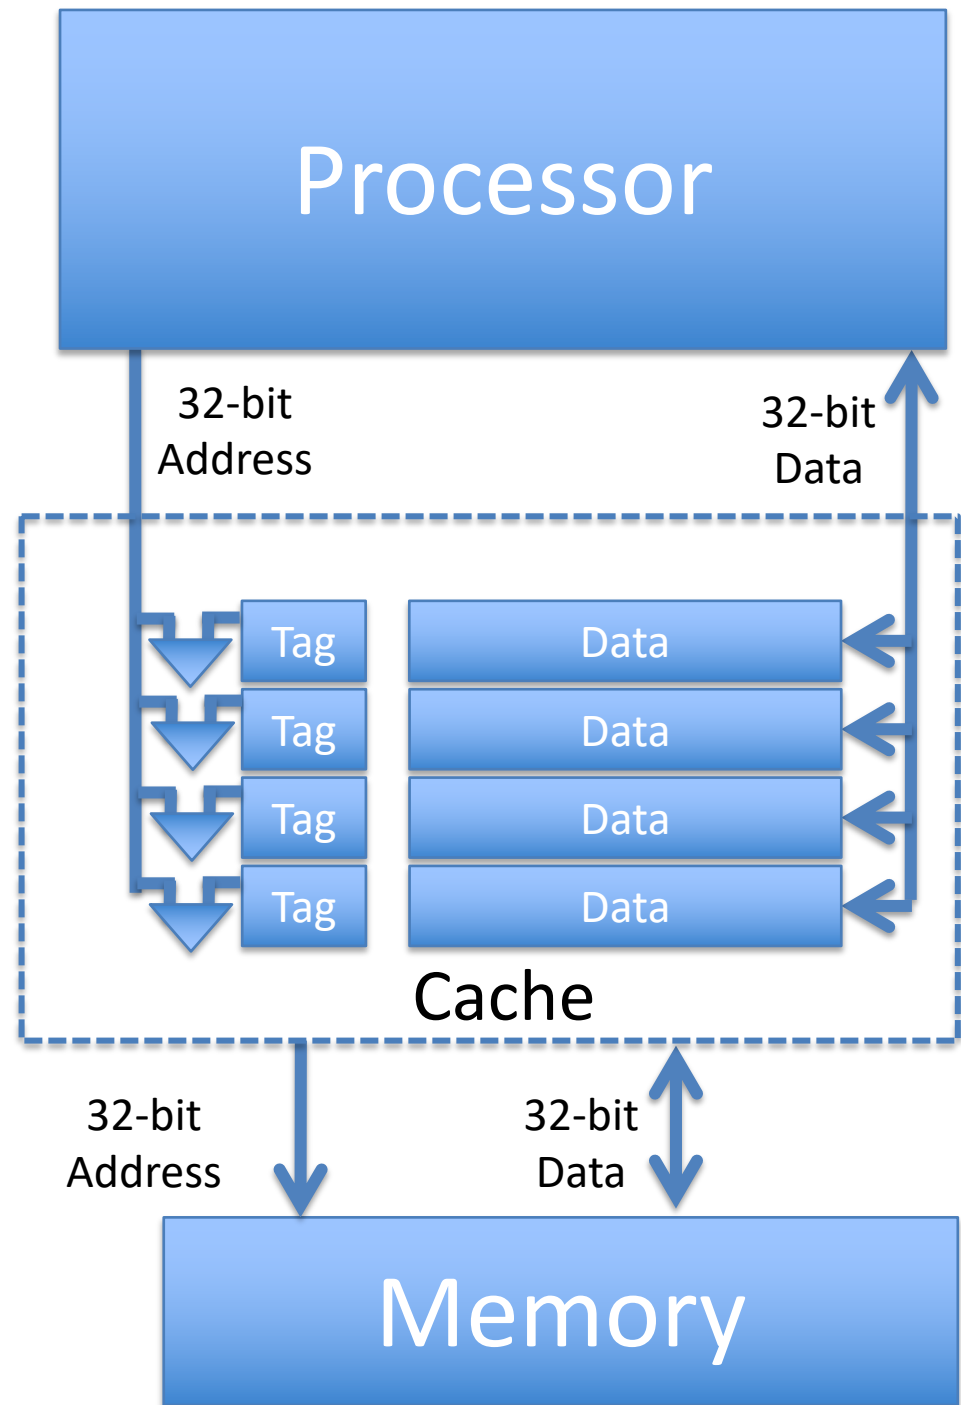 Processor
32-bit
Address
32-bit
Data
Tag
Data
Tag
Data
Tag
Data
Tag
Data
Cache
32-bit
Address
32-bit
Data
Memory